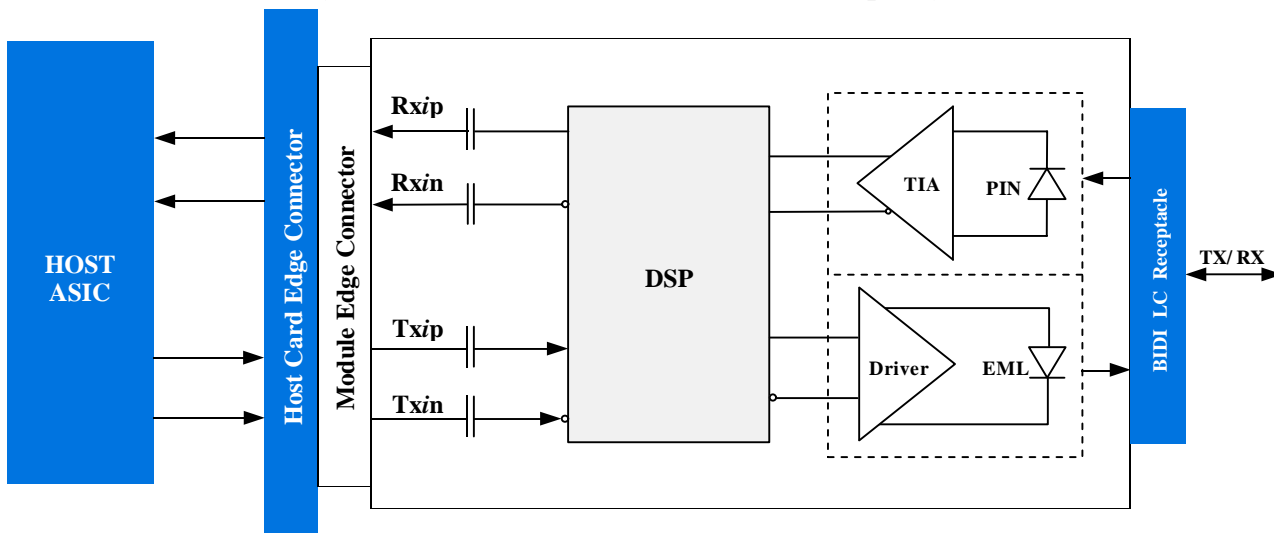 HOST
ASIC
Host Card Edge Connector
Module Edge Connector
Rxip
Rxin
Txip
Txin
DSP
TIA
PIN
Driver
EML
BIDI LC Receptacle
TX/ RX